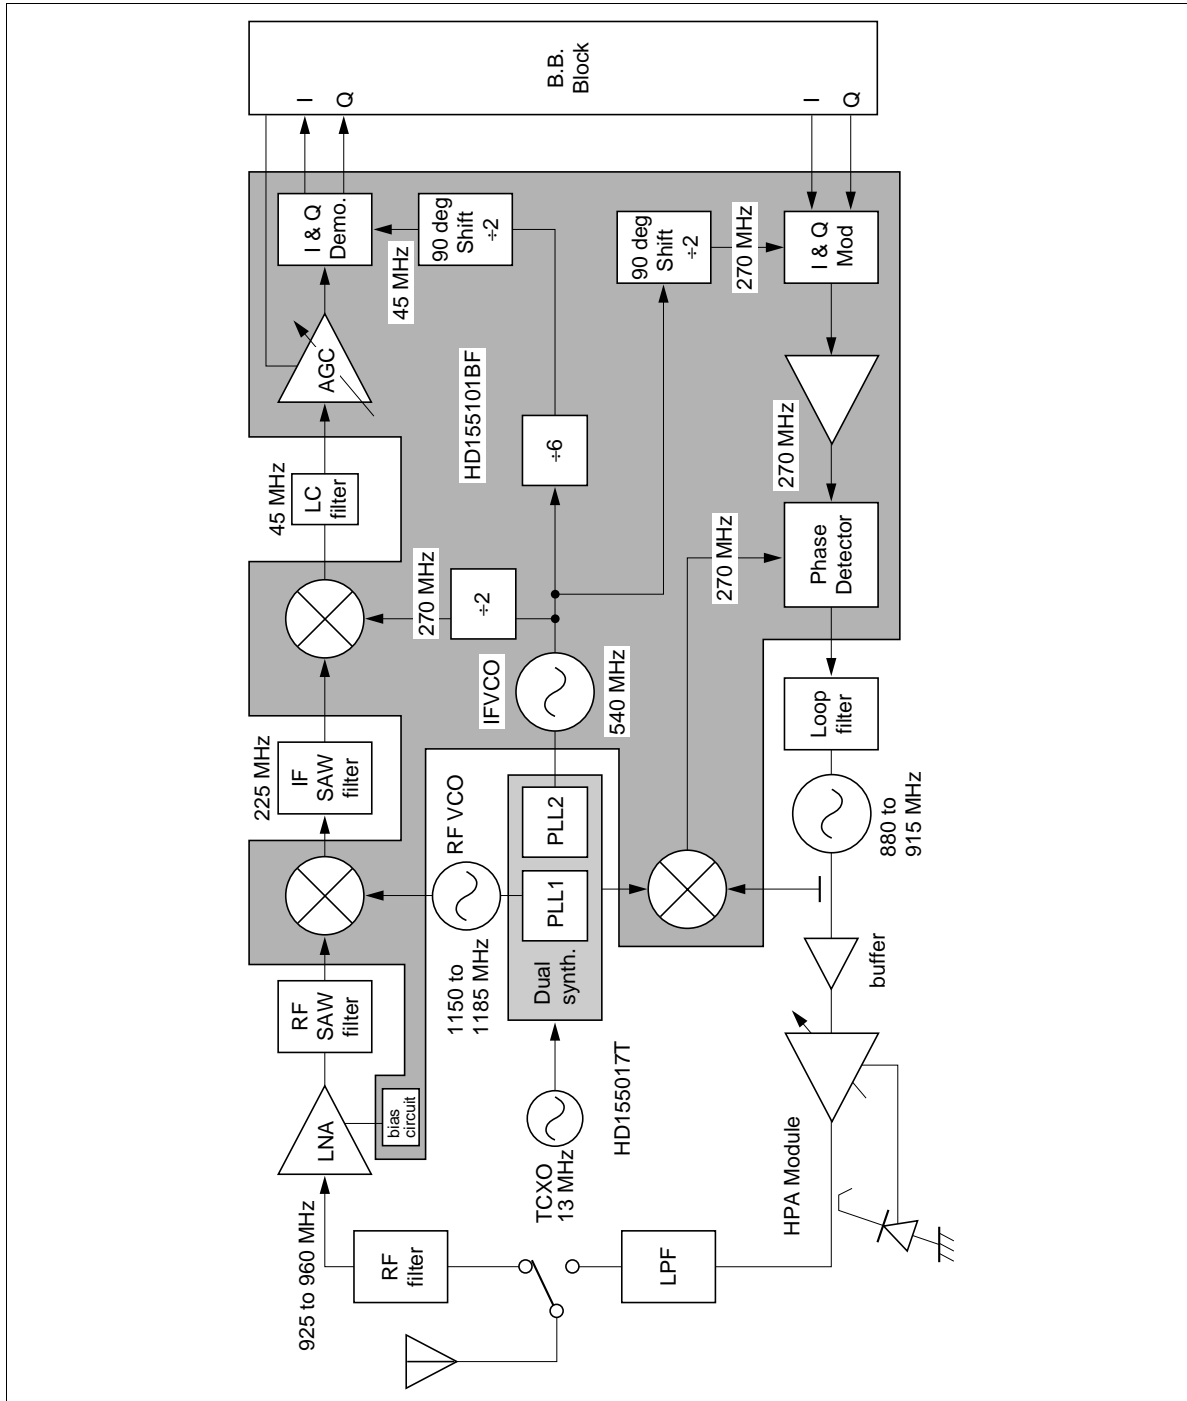 925 to 960 MHz
LNA
bias
circuit
RF
SAW
filter
225 MHz
IF
SAW
filter
45 MHz
LC
filter
AGC
I & Q
Demo.
I
Q
B.B.
Block
RF
filter
1150 to
1185 MHz
RF VCO
270 MHz
÷2
HD155101BF
45 MHz
90 deg
Shift
÷2
TCXO
13 MHz
Dual
synth.
PLL1
PLL2
IFVCO
540 MHz
÷6
HD155017T
LPF
270 MHz
90 deg
Shift
÷2
270 MHz
HPA Module
buffer
880 to
915 MHz
Loop
filter
Phase
Detector
270 MHz
I & Q
Mod
I
Q